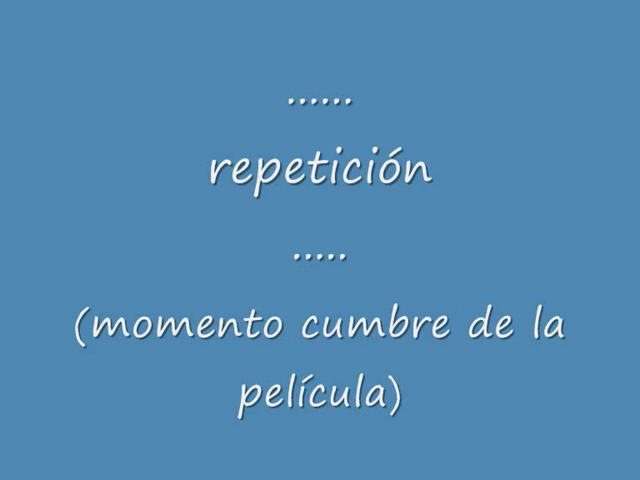 ......
repetición
.....
(momento cumbre de la
película)